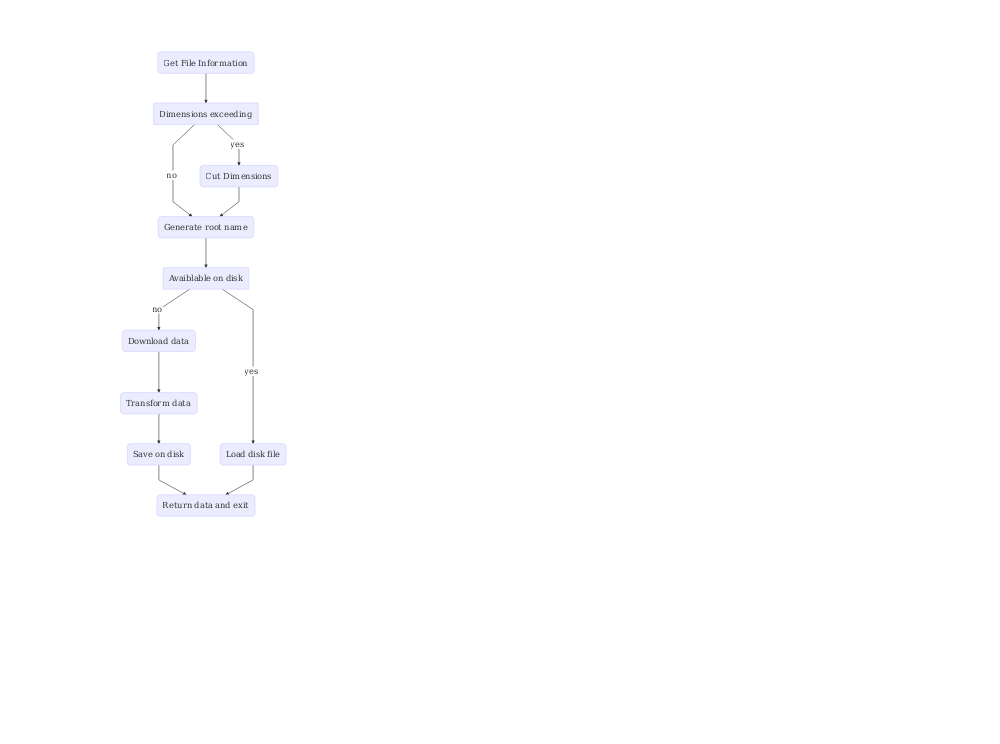 Get File Information
Dimensions exceeding
yes
no
Cut Dimensions
Generate root name
Avaiblable on disk
no
Download data
yes
Transform data
Save on disk
Load disk file
Return data and exit